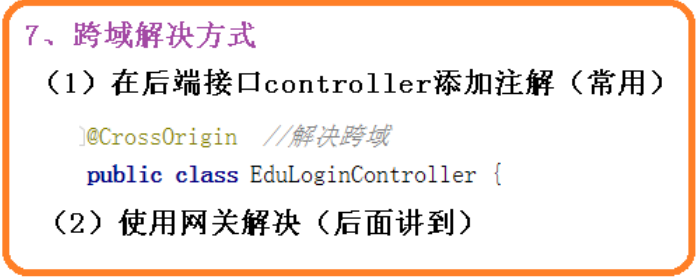 7、跨域解决方式
（1）在后端接口controller添加注解（常用）
@CrossOrigin //解决跨域
public class EduLoginController {
（2）使用网关解决（后面讲到）